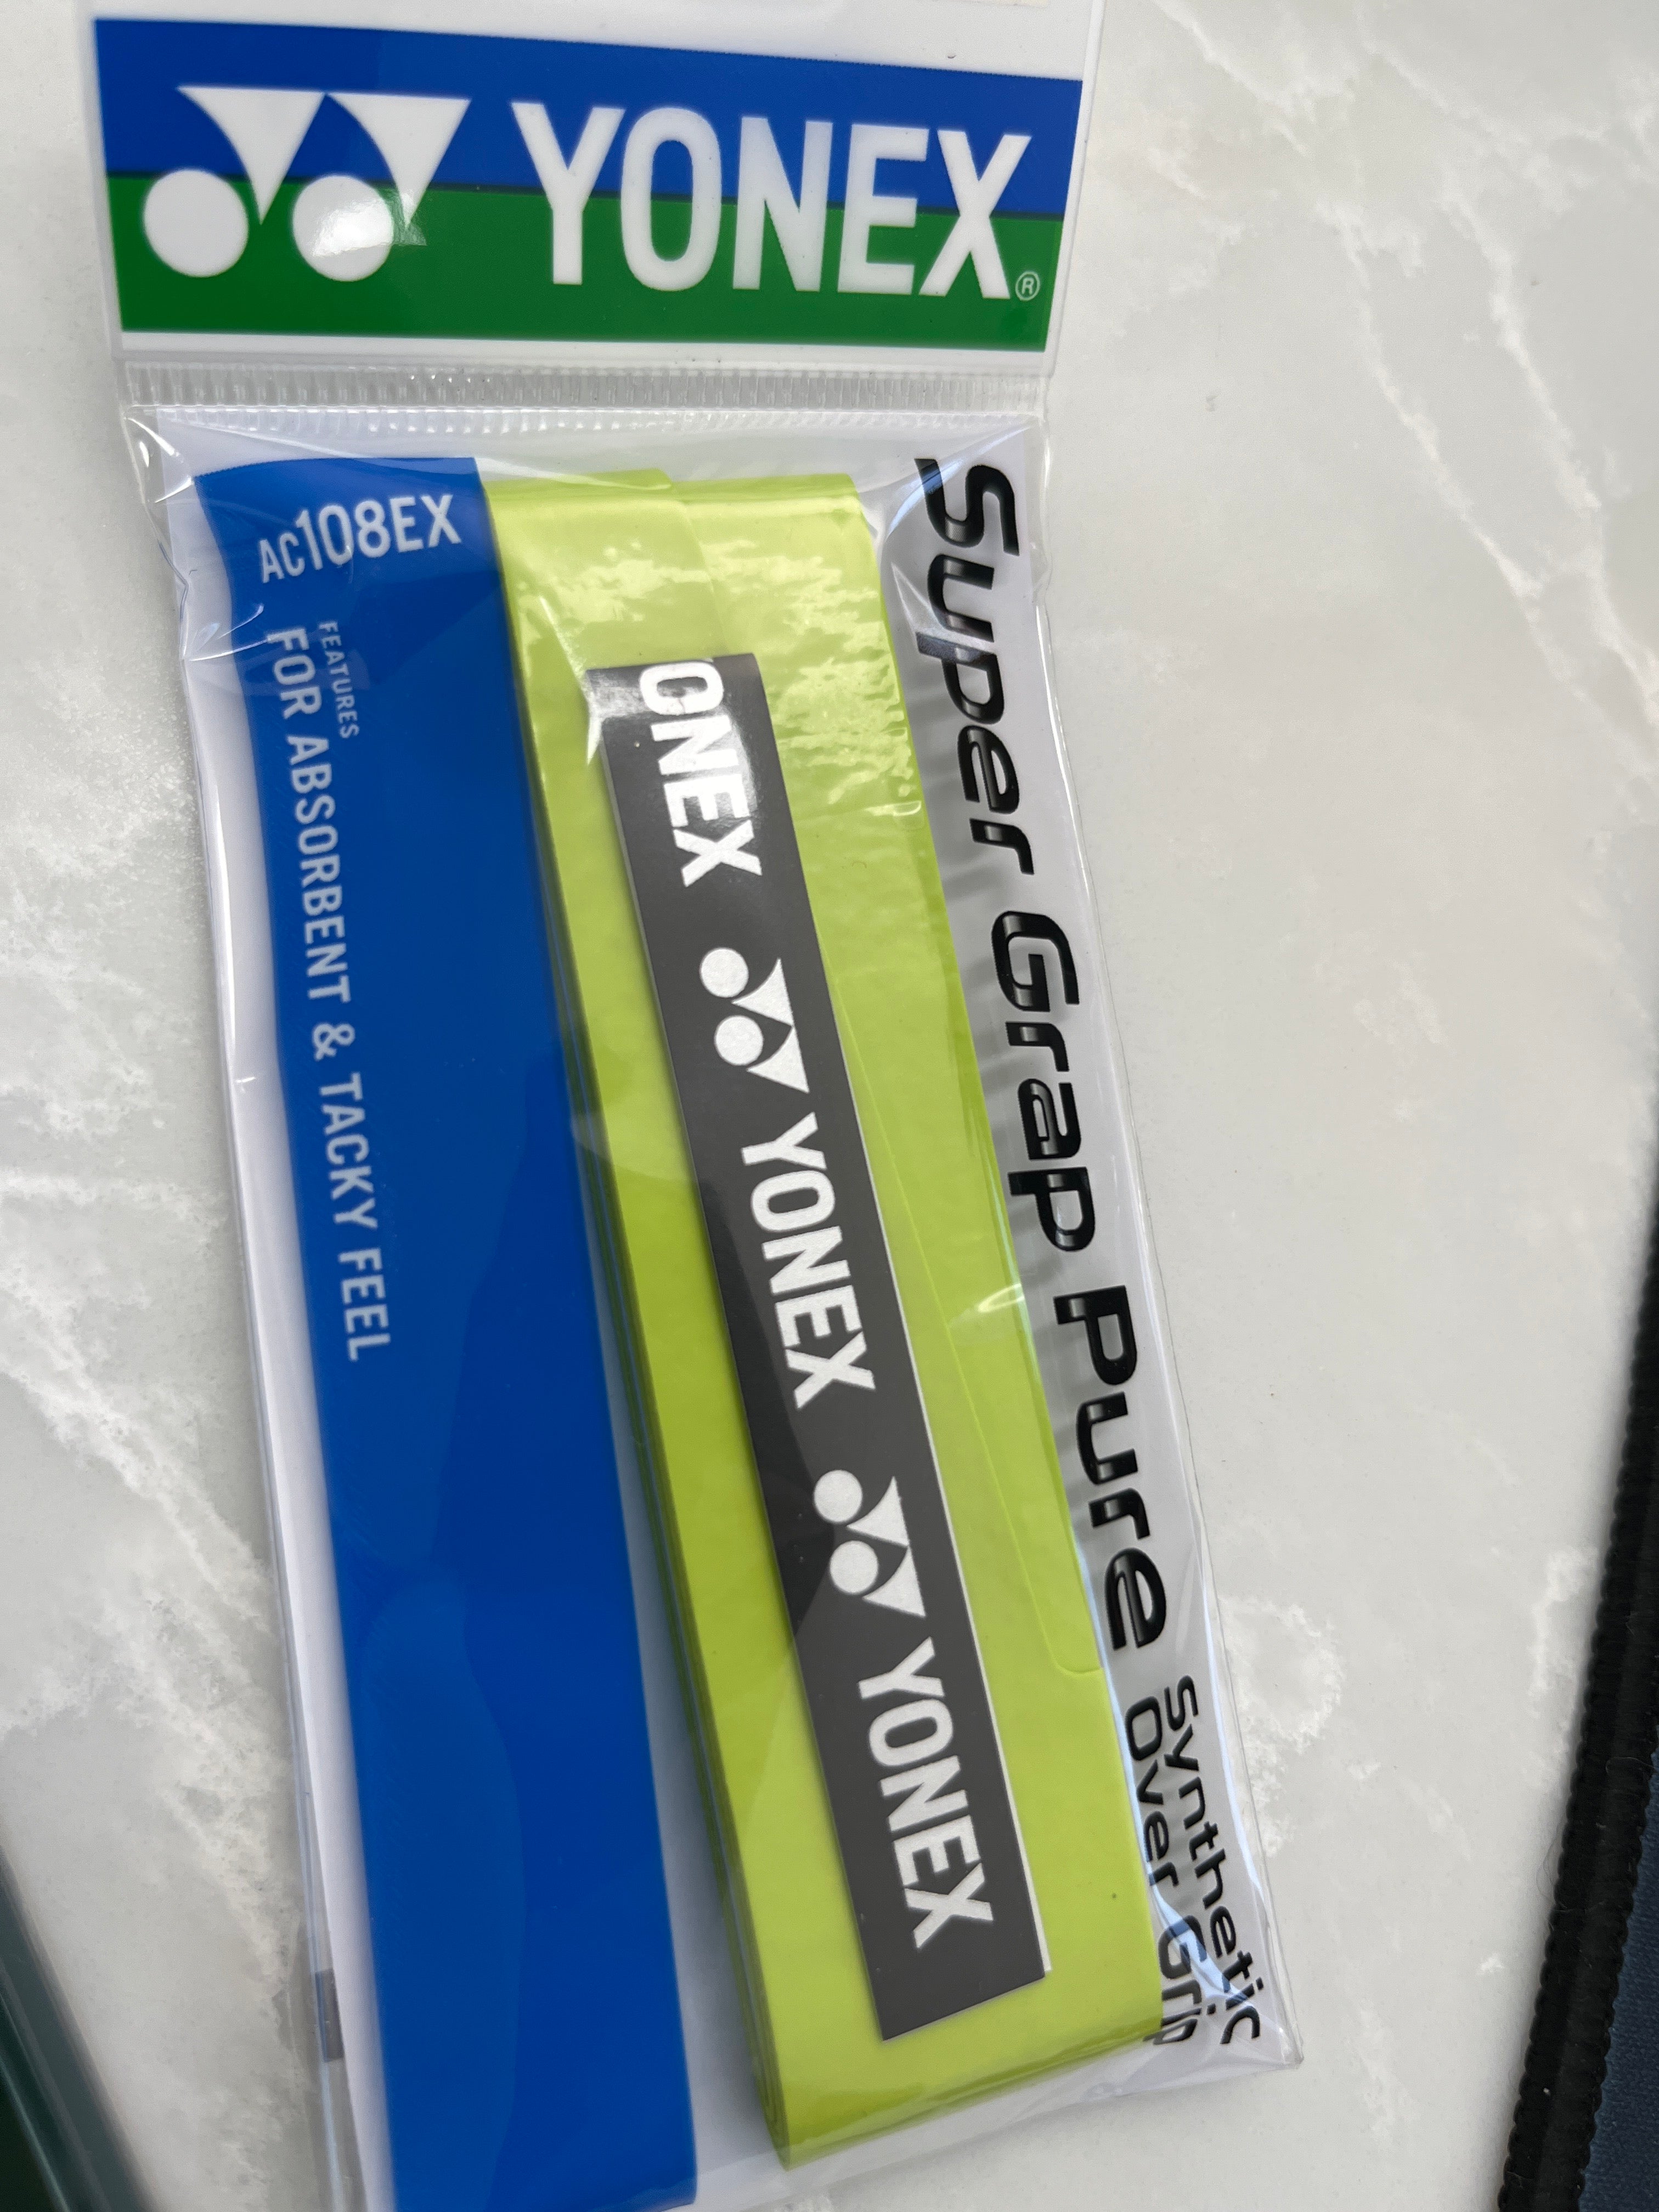 YONEX®
AC108EX
FEATURES
FOR ABSORBENT & TACKY FEEL
ONEX YONEX YONEX
Super Grap Pure
Synthetic
Over Grip